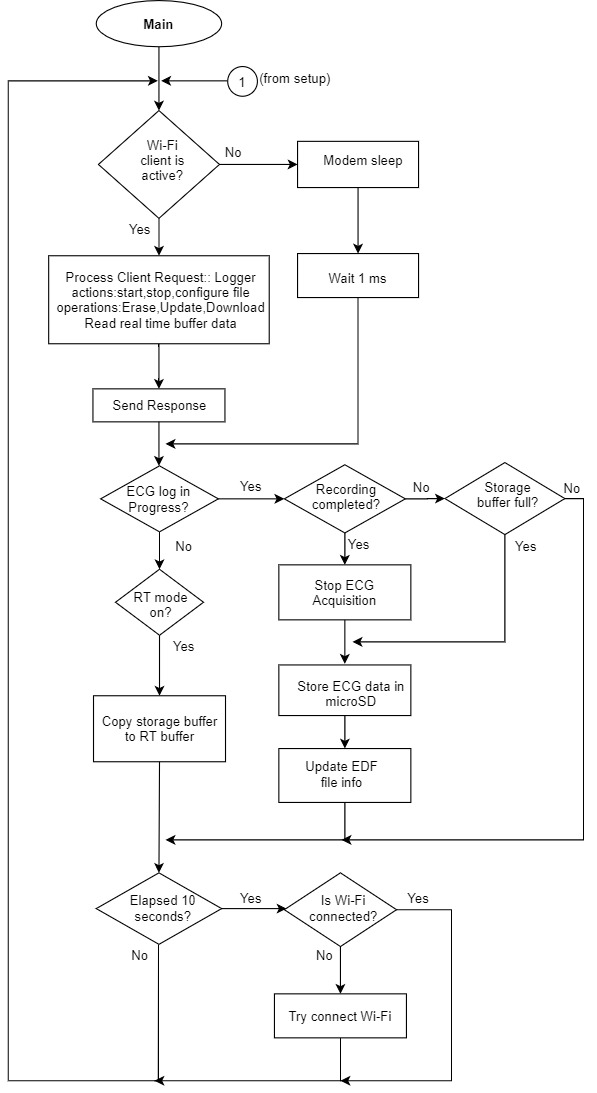 Main
1
(from setup)
Wi-Fi
client is
active?
No
Modem sleep
Yes
Wait 1 ms
Process Client Request:: Logger
actions:start,stop,configure file
operations:Erase,Update,Download
Read real time buffer data
Send Response
ECG log in
Progress?
Yes
Recording
completed?
No
Storage
buffer full?
No
No
Yes
Yes
RT mode
on?
Stop ECG
Acquisition
Yes
Copy storage buffer
to RT buffer
Store ECG data in
microSD
Update EDF
file info
Elapsed 10
seconds?
Yes
Is Wi-Fi
connected?
Yes
No
No
Try connect Wi-Fi